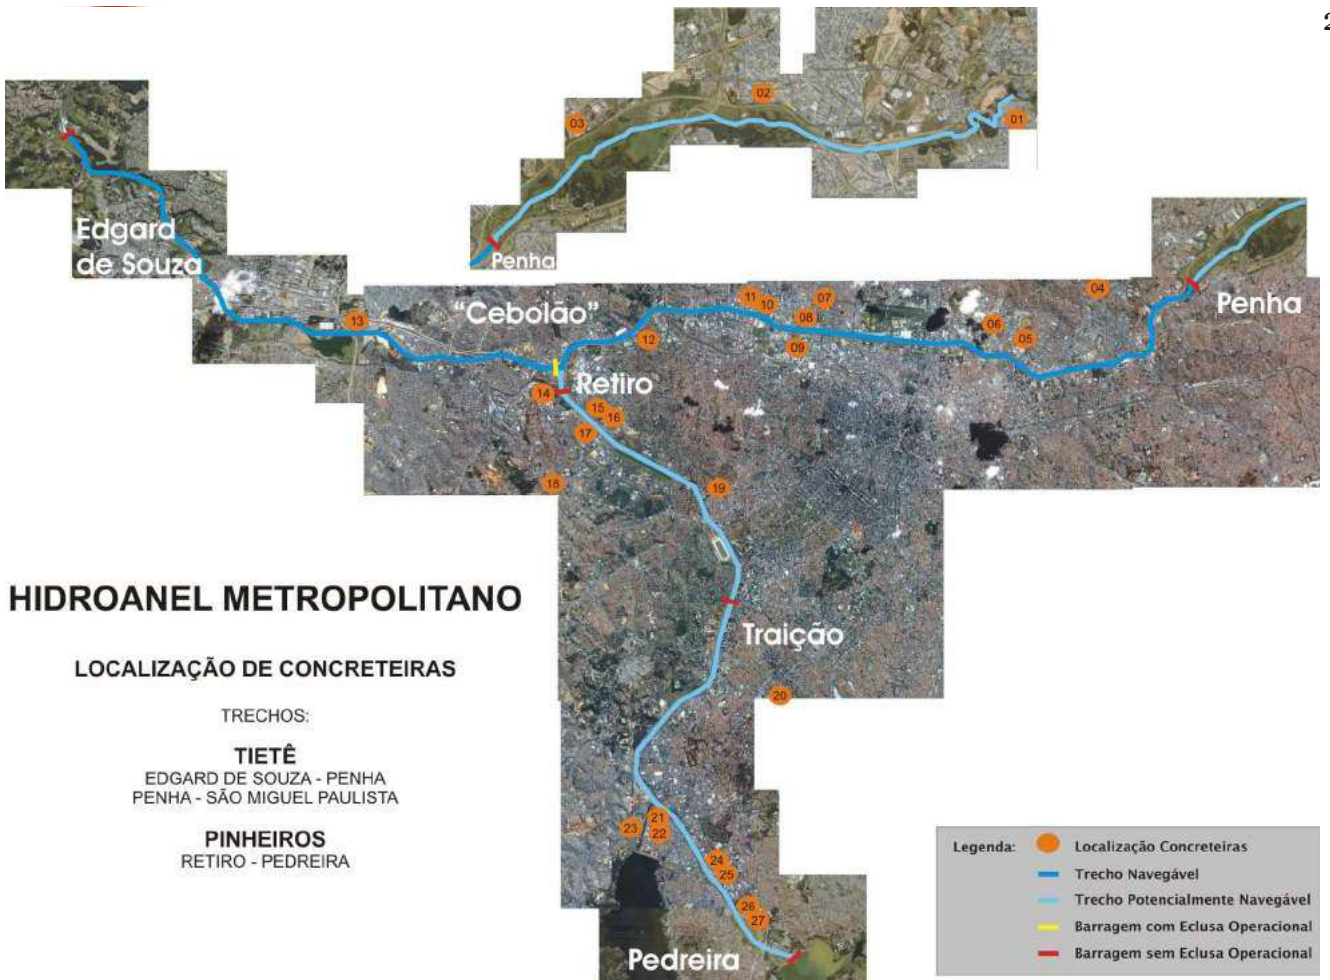 2
02
03
01
Penha
Edgard
de Souza
"Cebolão"
Penha
04
11
10
07
08
06
05
13
12
09
Retiro
14
15
16
17
18
19
HIDROANEL METROPOLITANO
LOCALIZAÇÃO DE CONCRETEIRAS
TRECHOS:
TIETÊ
EDGARD DE SOUZA - PENHA
PENHA - SÃO MIGUEL PAULISTA
PINHEIROS
RETIRO - PEDREIRA
Traição
20
21
23
22
24
25
26
27
Pedreira
Legenda:
Localização Concreteiras
Trecho Navegável
Trecho Potencialmente Navegável
Barragem com Eclusa Operacional
Barragem sem Eclusa Operacional